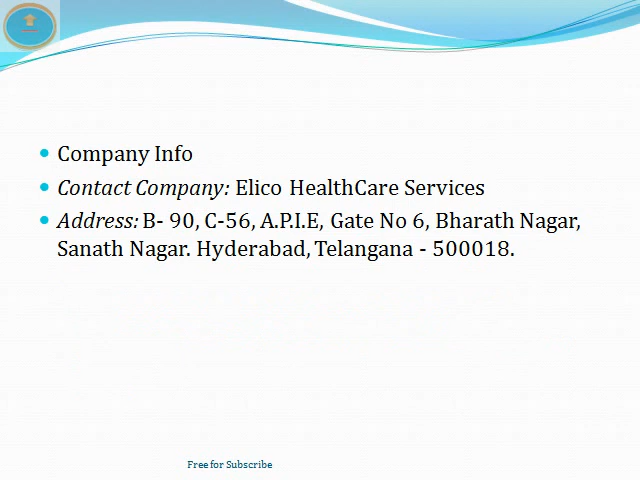 Company Info
Contact Company: Elico HealthCare Services
Address: B- 90, C-56, A.P.I.E, Gate No 6, Bharath Nagar,
Sanath Nagar. Hyderabad, Telangana - 500018.
Free for Subscribe